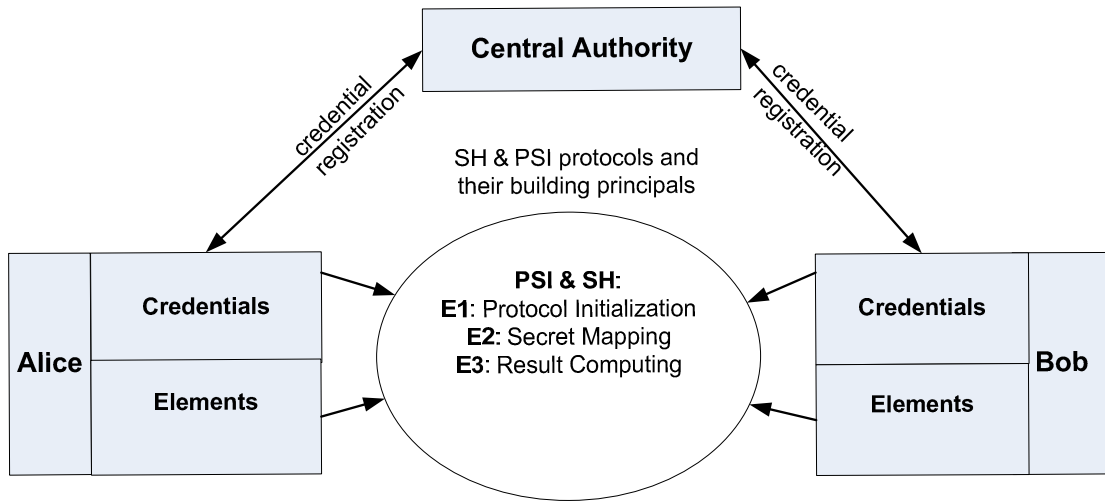 Central Authority
credential
registration
credential
registration
SH & PSI protocols and
their building principals
Alice
Credentials
Elements
PSI & SH:
E1: Protocol Initialization
E2: Secret Mapping
E3: Result Computing
Credentials
Elements
Bob